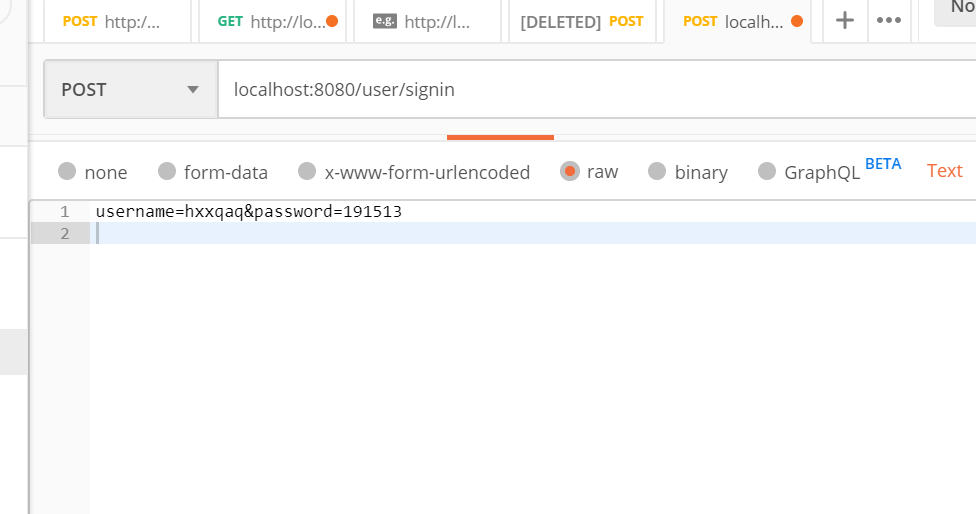 POST http:/... GET http://lo... e.g. http://l... [DELETED] POST POST localh... + ••• No
POST localhost:8080/user/signin
none form-data x-www-form-urlencoded raw binary GraphQL BETA Text
1 username=hxxqaq&password=191513
2